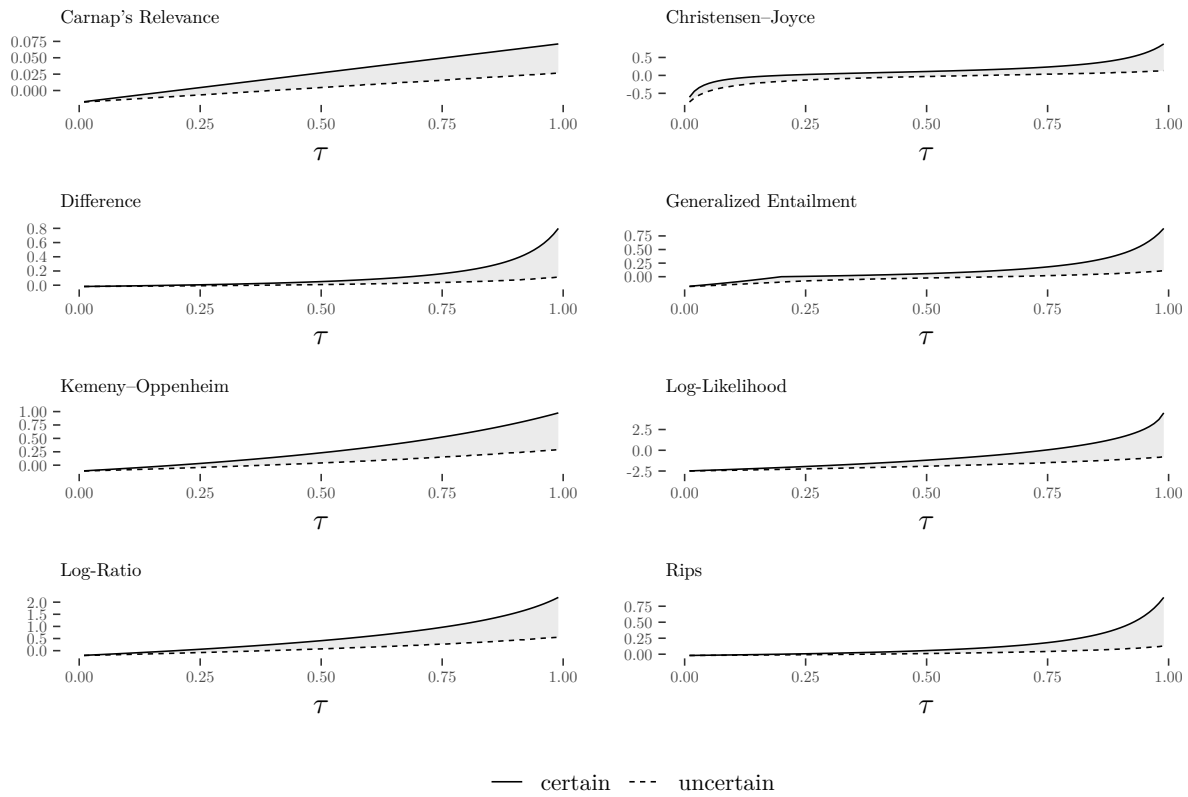 Carnap's Relevance
0.075
0.050
0.025
0.000
0.00 0.25 0.50 0.75 1.00
τ
Christensen–Joyce
0.5
0.0
-0.5
0.00 0.25 0.50 0.75 1.00
τ
Difference
0.8
0.6
0.4
0.2
0.0
0.00 0.25 0.50 0.75 1.00
τ
Generalized Entailment
0.75
0.50
0.25
0.00
0.00 0.25 0.50 0.75 1.00
τ
Kemeny–Oppenheim
1.00
0.75
0.50
0.25
0.00
0.00 0.25 0.50 0.75 1.00
τ
Log-Likelihood
2.5
0.0
-2.5
0.00 0.25 0.50 0.75 1.00
τ
Log-Ratio
2.0
1.5
1.0
0.5
0.0
0.00 0.25 0.50 0.75 1.00
τ
Rips
0.75
0.50
0.25
0.00
0.00 0.25 0.50 0.75 1.00
τ
certain uncertain